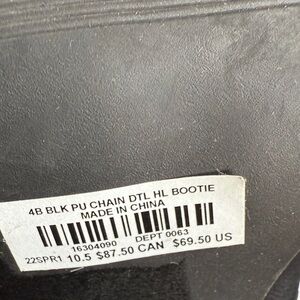 4B BLK PU CHAIN DTL HL BOOTIE
MADE IN CHINA
16304090 DEPT 0063
22SPR1 10.5 $87.50 CAN $69.50 US